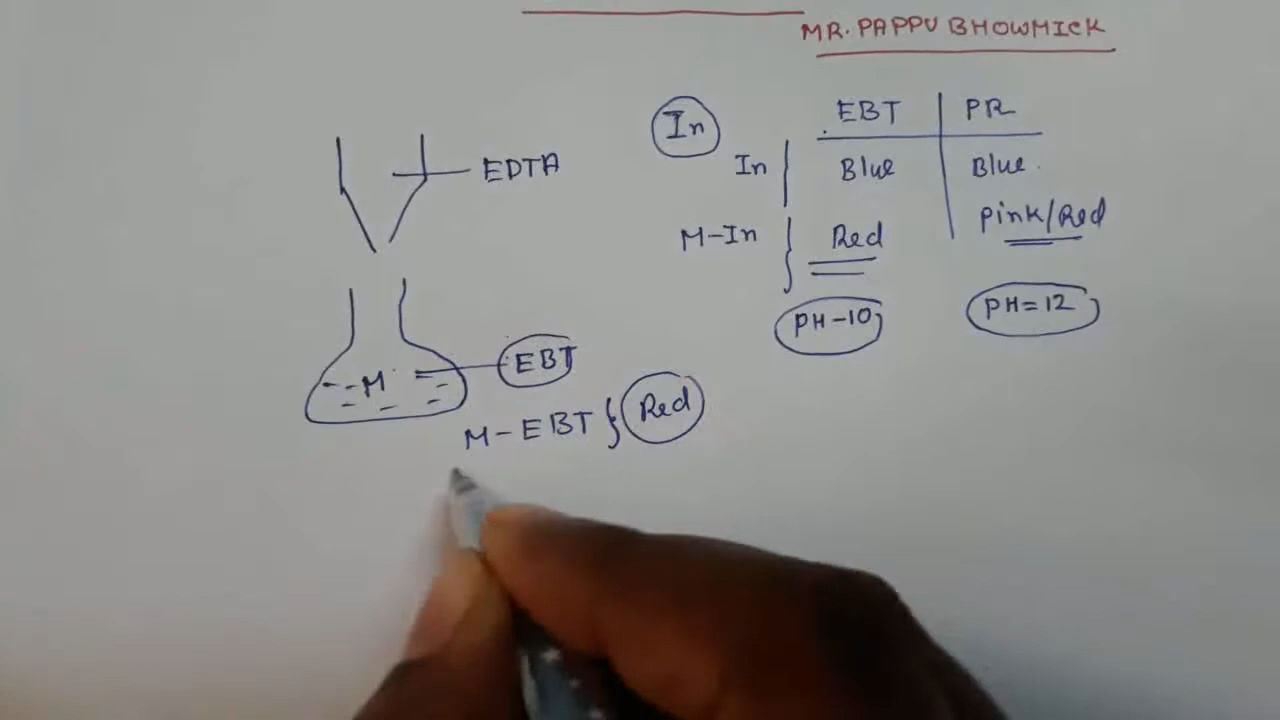 MR. PAPPU BHOWMICK
In
EBT PR
In Blue Blue
M-In Red Pink/Red
PH-10 PH=12
EDTA
M
EBT
M-EBT } Red